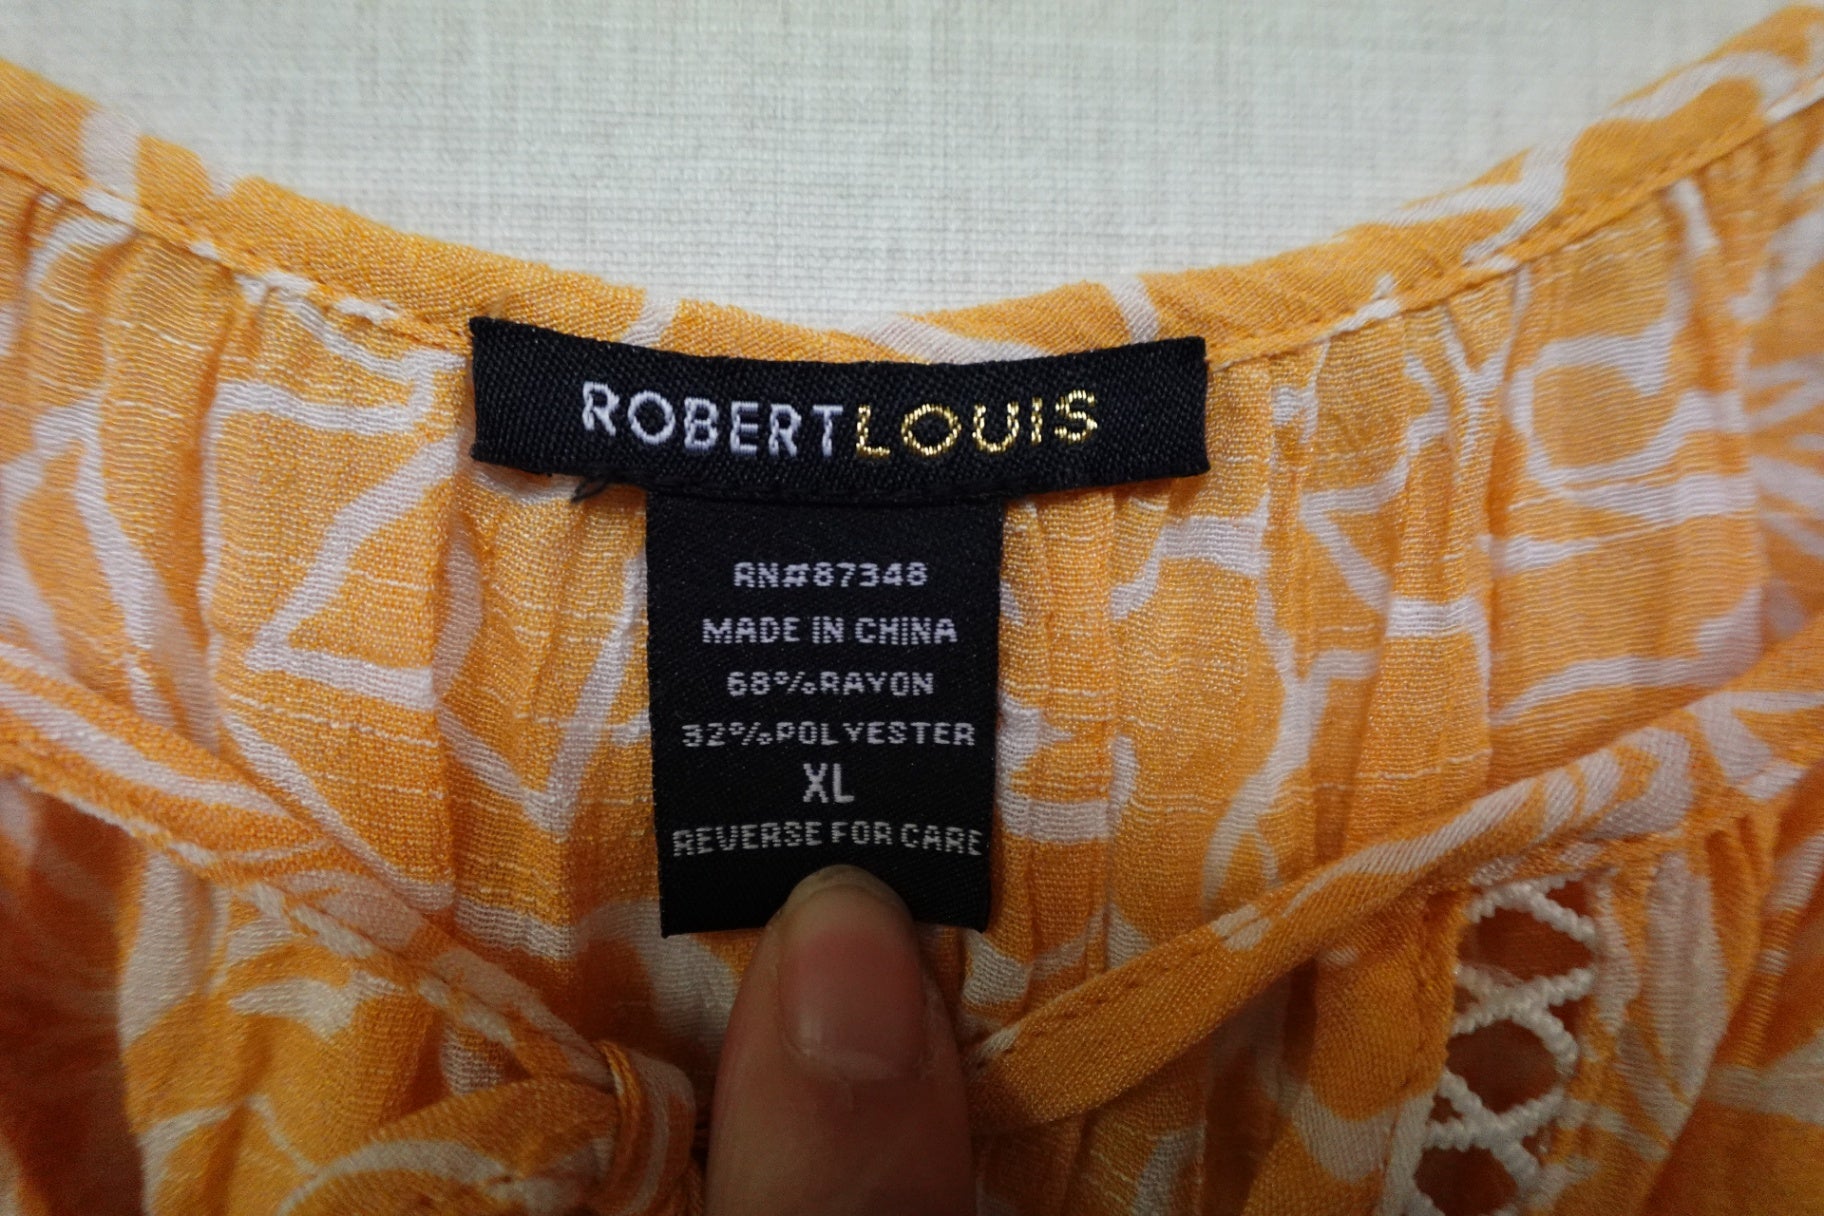 ROBERTLOUIS
RN#87348
MADE IN CHINA
68%RAYON
32%POLYESTER
XL
REVERSE FOR CARE